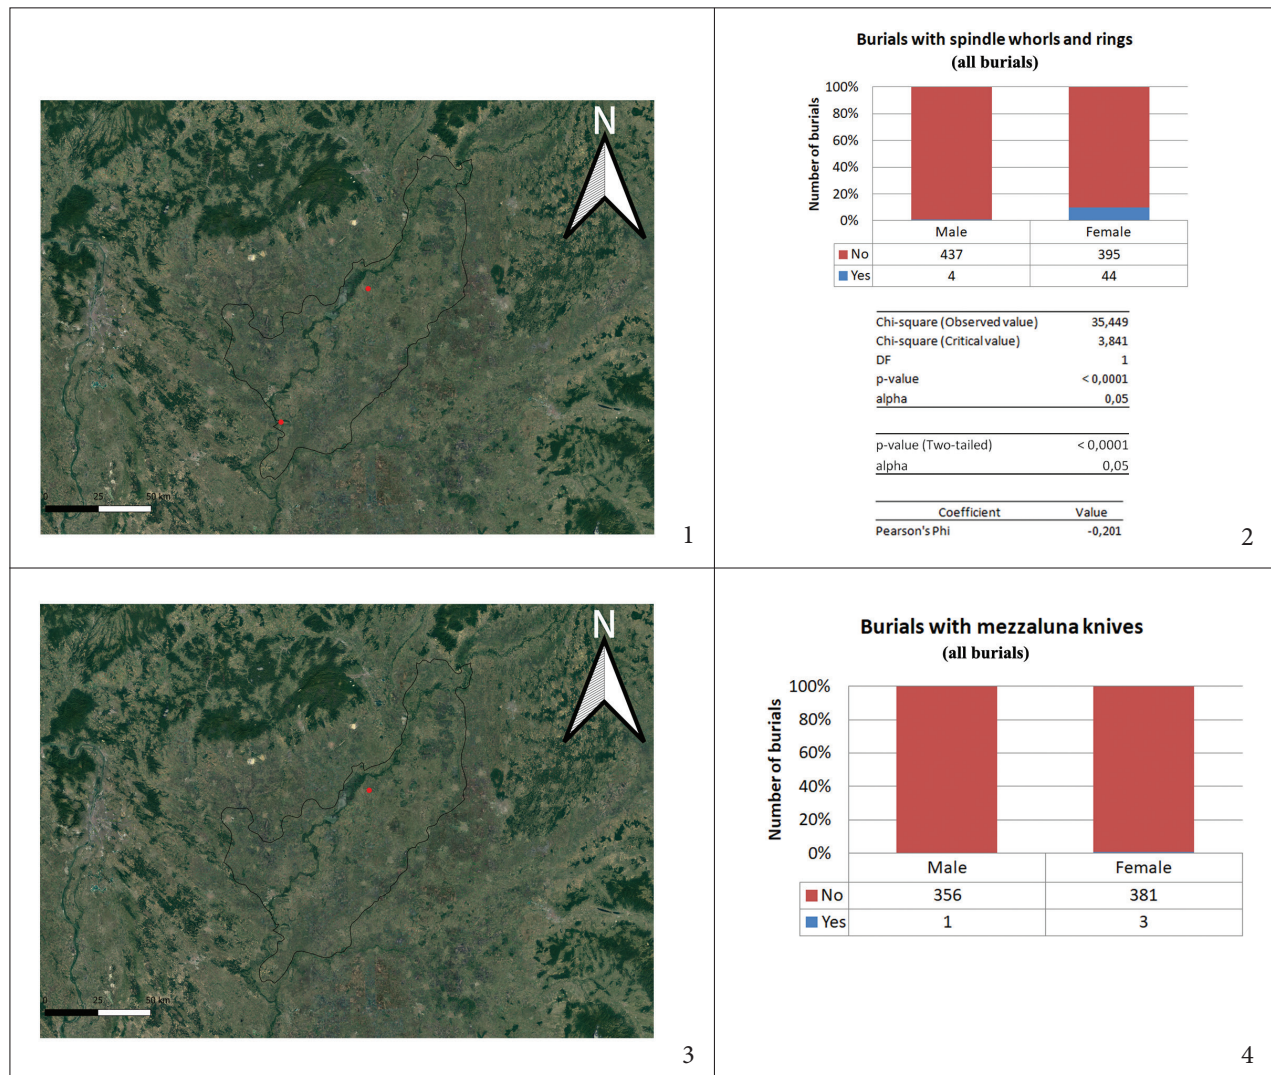 N
0 25 50 km
1
Burials with spindle whorls and rings
(all burials)
Number of burials
100%
80%
60%
40%
20%
0%
Male Female
No 437 395
Yes 4 44
Chi-square (Observed value) 35,449
Chi-square (Critical value) 3,841
DF 1
p-value < 0,0001
alpha 0,05
p-value (Two-tailed) < 0,0001
alpha 0,05
Coefficient Value
Pearson's Phi -0,201
2
N
0 25 50 km
3
Burials with mezzaluna knives
(all burials)
Number of burials
100%
80%
60%
40%
20%
0%
Male Female
No 356 381
Yes 1 3
4